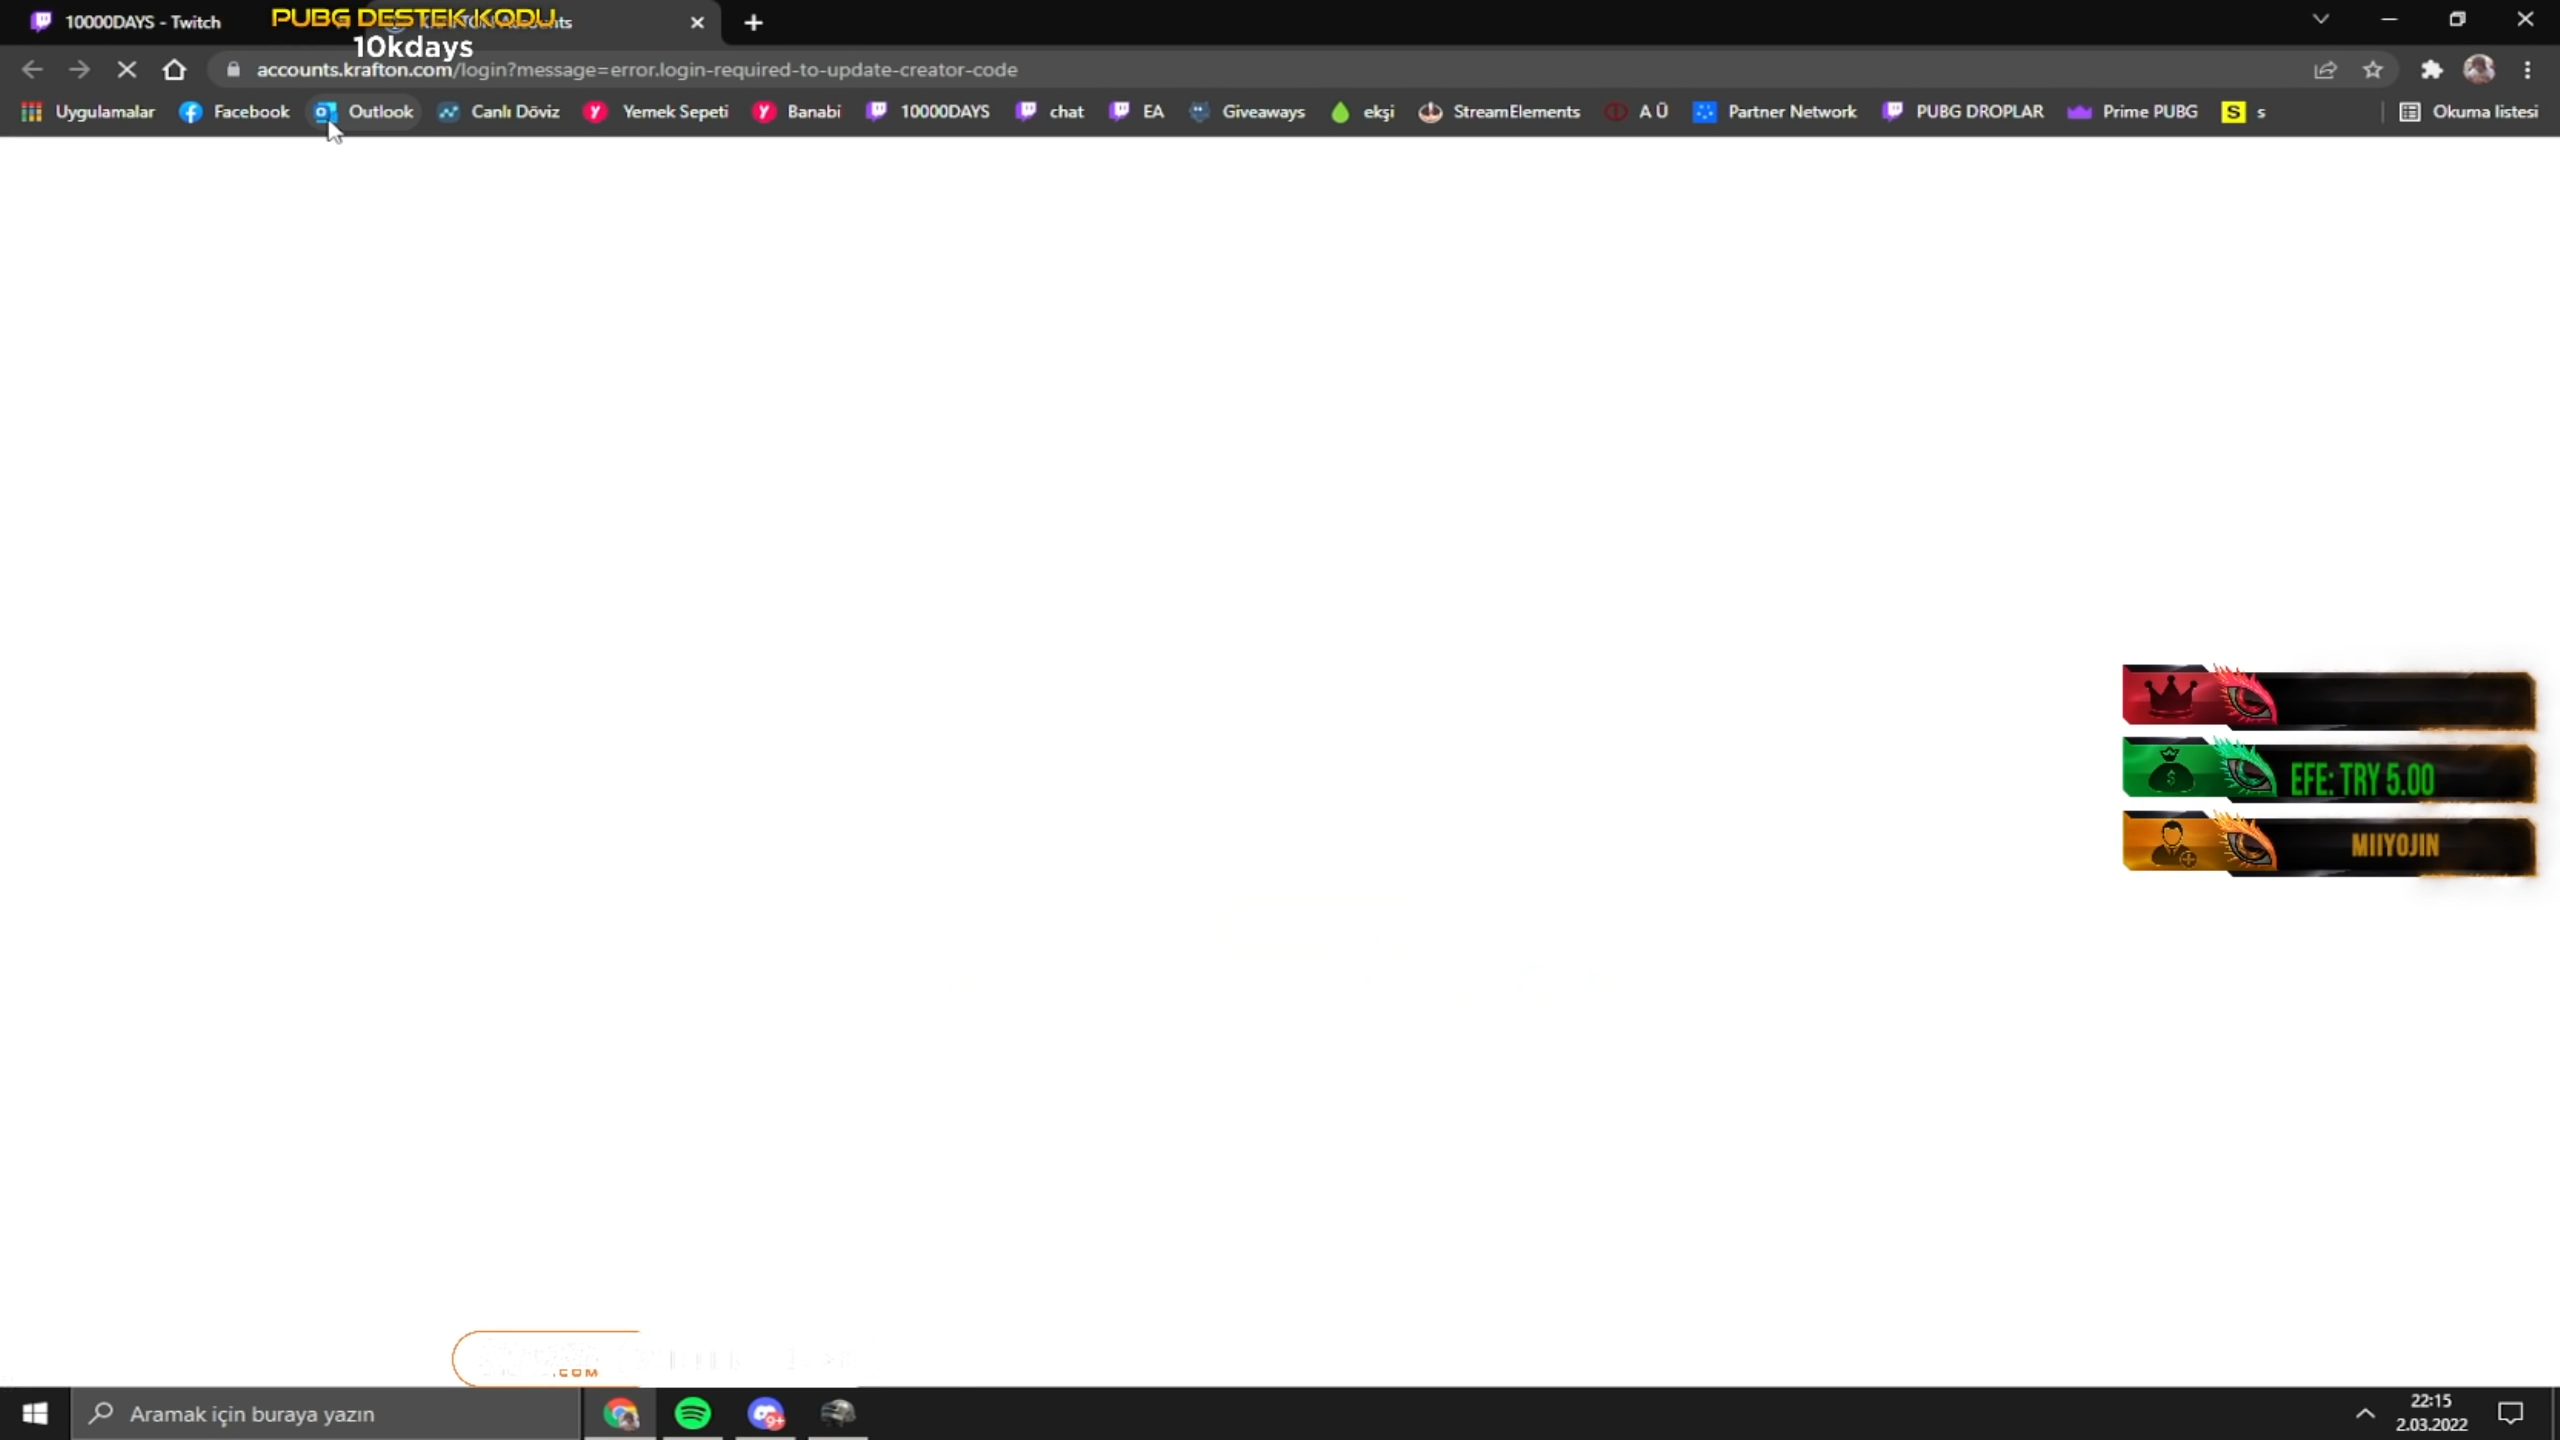 10000DAYS - Twitch
PUBG DESTEK KODU
10kdays
accounts.krafton.com/login?message=error.login-required-to-update-creator-code
Uygulamalar Facebook Outlook Canlı Döviz Yemek Sepeti Banabi 10000DAYS chat EA Giveaways ekşi StreamElements A Ü Partner Network PUBG DROPLAR Prime PUBG s Okuma listesi
EFE: TRY 5.00
MIIYOJIN
.COM
Aramak için buraya yazın
9+
22:15
2.03.2022